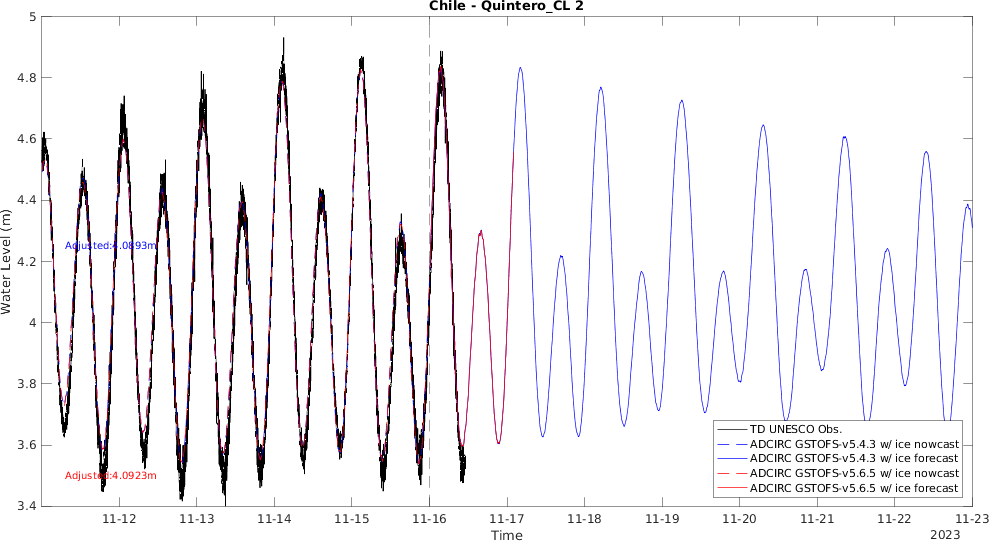 Chile - Quintero_CL 2
5
4.8
4.6
4.4
4.2
4
3.8
3.6
3.4
Water Level (m)
Adjusted:4.0893m
Adjusted:4.0923m
TD UNESCO Obs.
ADCIRC GSTOFS-v5.4.3 w/ ice nowcast
ADCIRC GSTOFS-v5.4.3 w/ ice forecast
ADCIRC GSTOFS-v5.6.5 w/ ice nowcast
ADCIRC GSTOFS-v5.6.5 w/ ice forecast
11-12 11-13 11-14 11-15 11-16 11-17 11-18 11-19 11-20 11-21 11-22 11-23
Time
2023